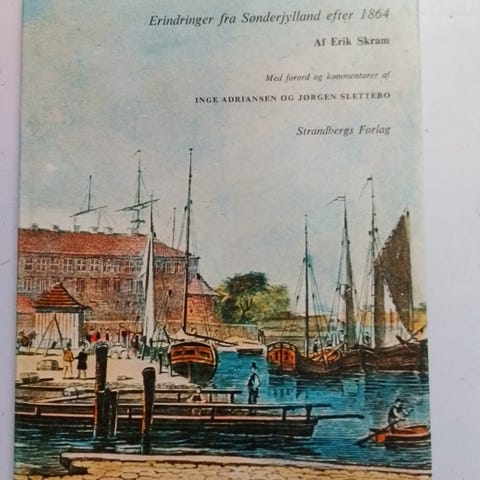 Erindringer fra Sønderjylland efter 1864
Af Erik Skram
Med forord og kommentarer af
INGE ADRIANSEN OG JØRGEN SLETTEBO
Strandbergs Forlag